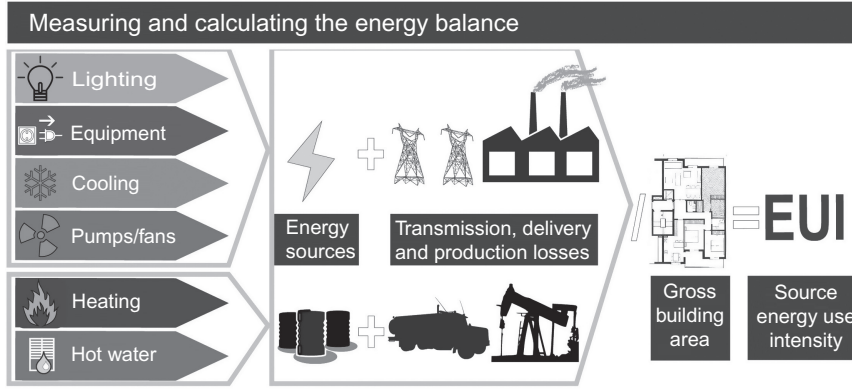 Measuring and calculating the energy balance
Lighting
Equipment
Cooling
Pumps/fans
Heating
Hot water
Energy
sources
Transmission, delivery
and production losses
/
= EUI
Gross
building
area
Source
energy use
intensity